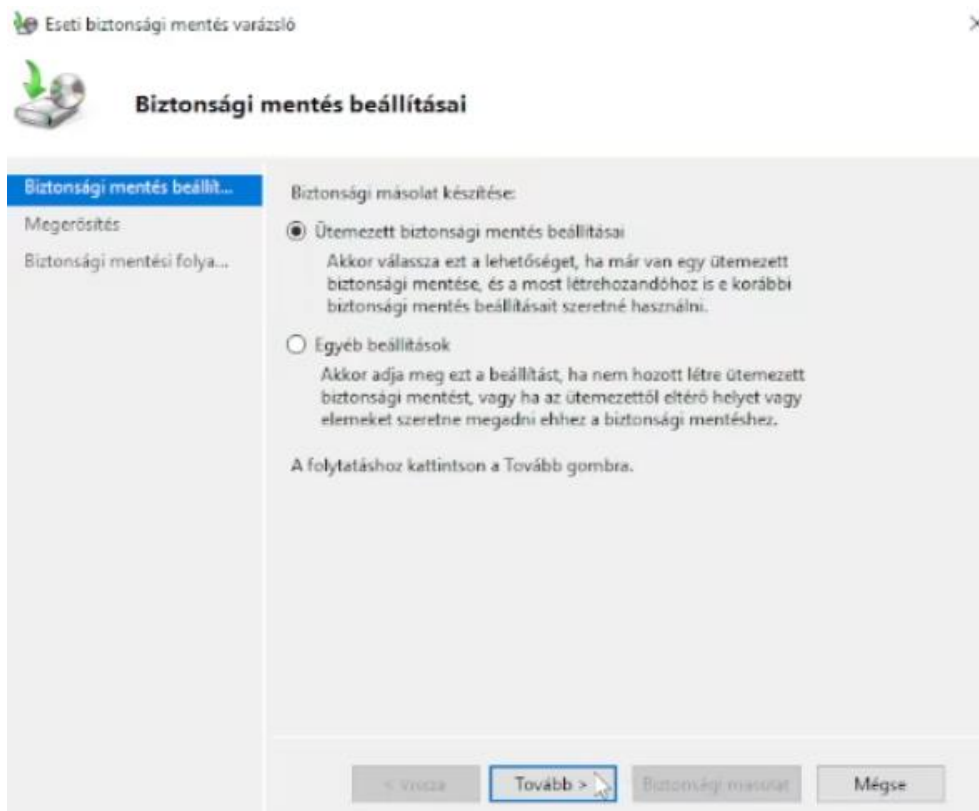 Eseti biztonsági mentés varázsló
Biztonsági mentés beállításai
Biztonsági mentés beállít...
Megerősítés
Biztonsági mentési folya...
Biztonsági másolat készítése:
Ütemezett biztonsági mentés beállításai
Akkor válassza ezt a lehetőséget, ha már van egy ütemezett
biztonsági mentése, és a most létrehozandóhoz is e korábbi
biztonsági mentés beállításait szeretné használni.
Egyéb beállítások
Akkor adja meg ezt a beállítást, ha nem hozott létre ütemezett
biztonsági mentést, vagy ha az ütemezettől eltérő helyet vagy
elemeket szeretne megadni ehhez a biztonsági mentéshez.
A folytatáshoz kattintson a Tovább gombra.
< Vissza
Tovább >
Biztonsági másolat
Mégse